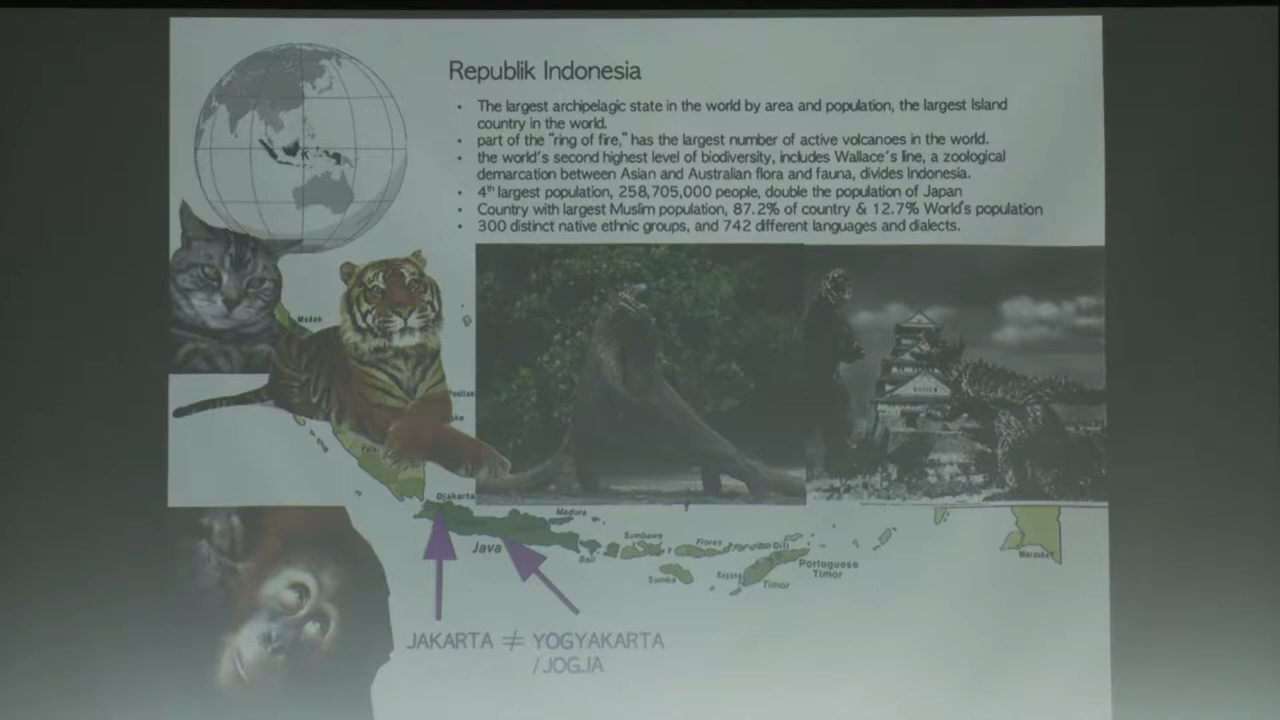 Republik Indonesia
• The largest archipelagic state in the world by area and population, the largest Island
country in the world.
• part of the "ring of fire," has the largest number of active volcanoes in the world.
• the world's second highest level of biodiversity, includes Wallace's line, a zoological
demarcation between Asian and Australian flora and fauna, divides Indonesia.
• 4th largest population, 258,705,000 people, double the population of Japan
• Country with largest Muslim population, 87.2% of country & 12.7% World's population
• 300 distinct native ethnic groups, and 742 different languages and dialects.
Medan
Djakarta
Madura
Java
Bali
Sumbawa
Flores
Dili
Sumba
Kupang
Timor
Portuguese
Timor
Merauke
JAKARTA ≠ YOGYAKARTA
/JOGJA